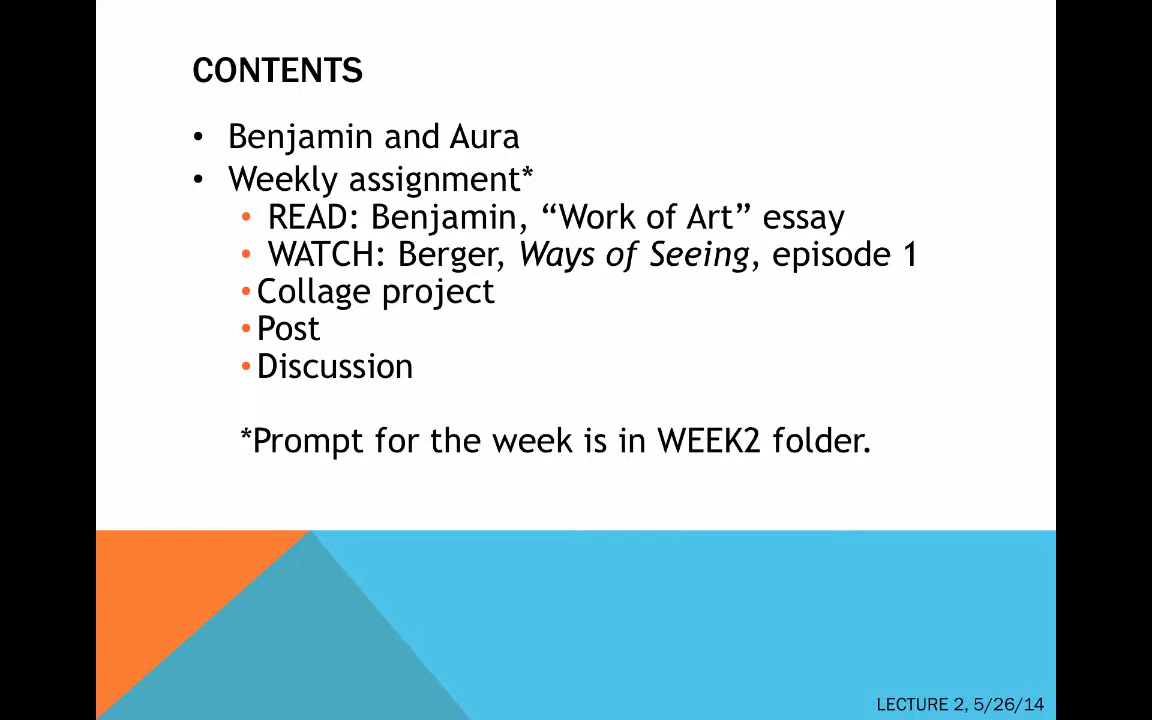 CONTENTS
• Benjamin and Aura
• Weekly assignment*
• READ: Benjamin, “Work of Art” essay
• WATCH: Berger, Ways of Seeing, episode 1
•Collage project
•Post
•Discussion
*Prompt for the week is in WEEK2 folder.
LECTURE 2, 5/26/14